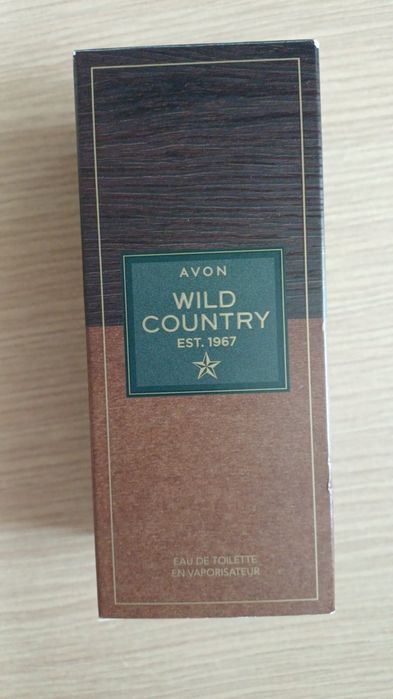 AVON
WILD
COUNTRY
EST. 1967
EAU DE TOILETTE
EN VAPORISATEUR